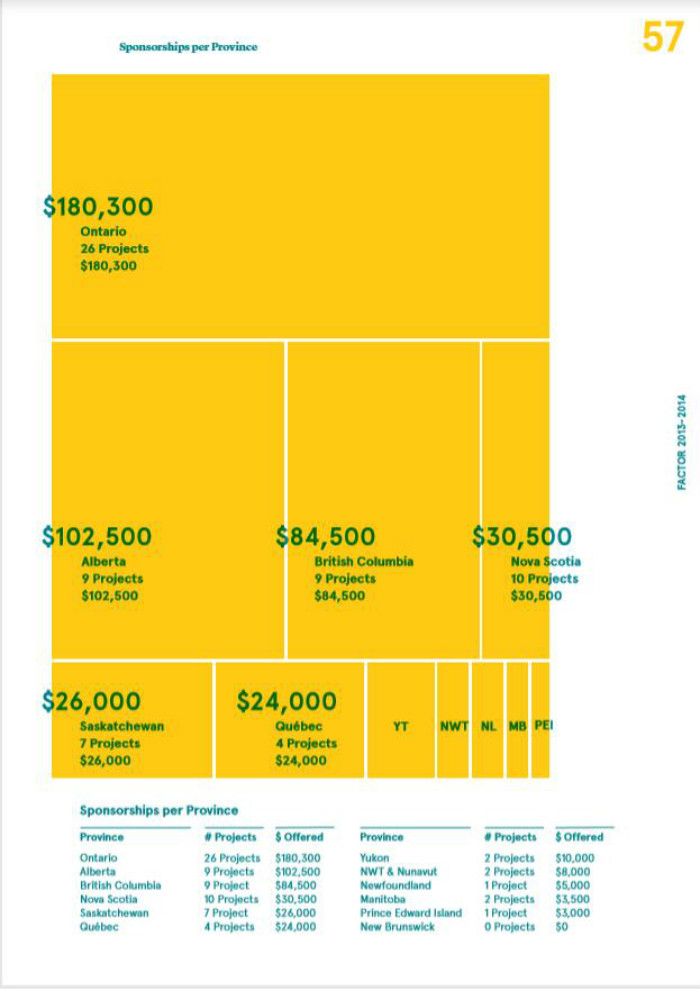 57
Sponsorships per Province
$180,300
Ontario
26 Projects
$180,300
$102,500
Alberta
9 Projects
$102,500
$84,500
British Columbia
9 Projects
$84,500
$30,500
Nova Scotia
10 Projects
$30,500
FACTOR 2013–2014
$26,000
Saskatchewan
7 Projects
$26,000
$24,000
Québec
4 Projects
$24,000
YT
NWT
NL
MB
PEI
Sponsorships per Province
Province # Projects $ Offered
Ontario 26 Projects $180,300
Alberta 9 Projects $102,500
British Columbia 9 Project $84,500
Nova Scotia 10 Projects $30,500
Saskatchewan 7 Project $26,000
Québec 4 Projects $24,000
Province # Projects $ Offered
Yukon 2 Projects $10,000
NWT & Nunavut 2 Projects $8,000
Newfoundland 1 Project $5,000
Manitoba 2 Projects $3,500
Prince Edward Island 1 Project $3,000
New Brunswick 0 Projects $0